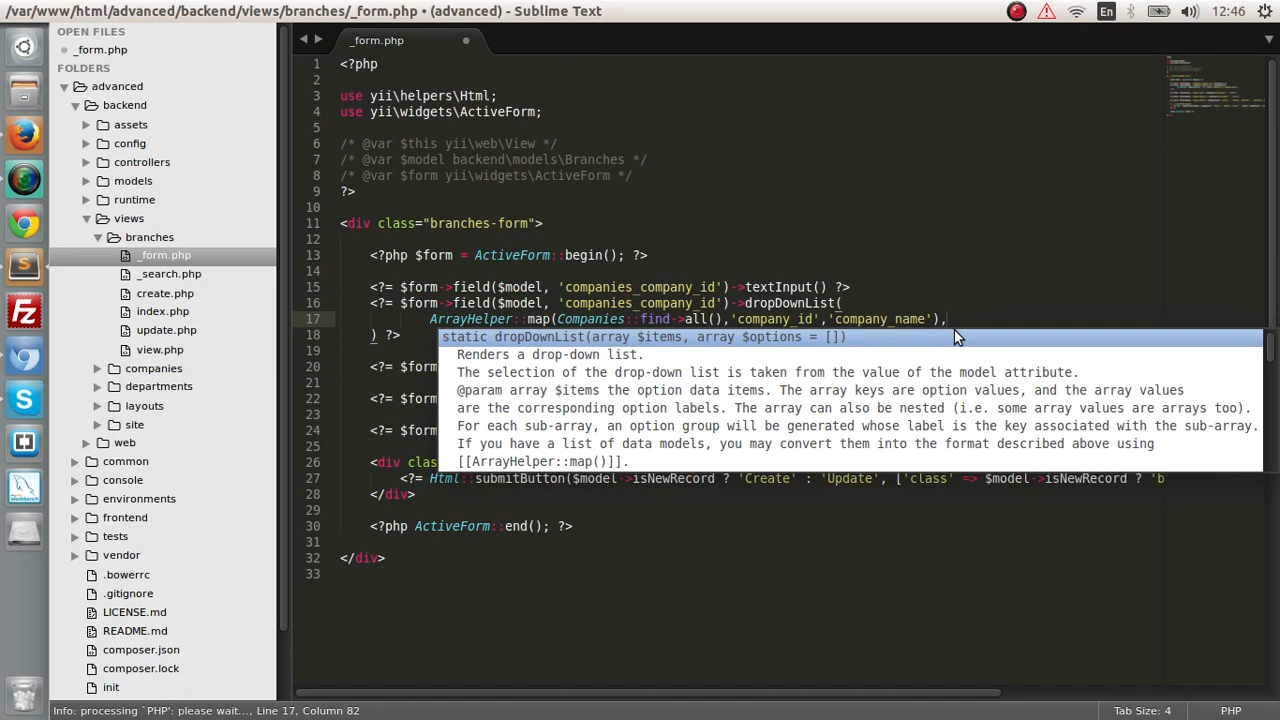 /var/www/html/advanced/backend/views/branches/_form.php • (advanced) - Sublime Text
En
12:46
OPEN FILES
_form.php
FOLDERS
advanced
backend
assets
config
controllers
models
runtime
views
branches
_form.php
_search.php
create.php
index.php
update.php
view.php
companies
departments
layouts
site
web
common
console
environments
frontend
tests
vendor
.bowerrc
.gitignore
LICENSE.md
README.md
composer.json
composer.lock
init
_form.php
1 <?php
2
3 use yii\helpers\Html;
4 use yii\widgets\ActiveForm;
5
6 /* @var $this yii\web\View */
7 /* @var $model backend\models\Branches */
8 /* @var $form yii\widgets\ActiveForm */
9 ?>
10
11 <div class="branches-form">
12
13 <?php $form = ActiveForm::begin(); ?>
14
15 <?= $form->field($model, 'companies_company_id')->textInput() ?>
16 <?= $form->field($model, 'companies_company_id')->dropDownList(
17 ArrayHelper::map(Companies::find->all(),'company_id','company_name'),
18 ) ?>
static dropDownList(array $items, array $options = [])
Renders a drop-down list.
The selection of the drop-down list is taken from the value of the model attribute.
@param array $items the option data items. The array keys are option values, and the array values
are the corresponding option labels. The array can also be nested (i.e. some array values are arrays too).
For each sub-array, an option group will be generated whose label is the key associated with the sub-array.
If you have a list of data models, you may convert them into the format described above using
[[ArrayHelper::map()]].
19
20 <?= $form
21
22 <?= $form
23
24 <?= $form
25
26 <div clas
27 <?= Html::submitButton($model->isNewRecord ? 'Create' : 'Update', ['class' => $model->isNewRecord ? 'b
28 </div>
29
30 <?php ActiveForm::end(); ?>
31
32 </div>
33
Info: processing `PHP': please wait..., Line 17, Column 82
Tab Size: 4
PHP